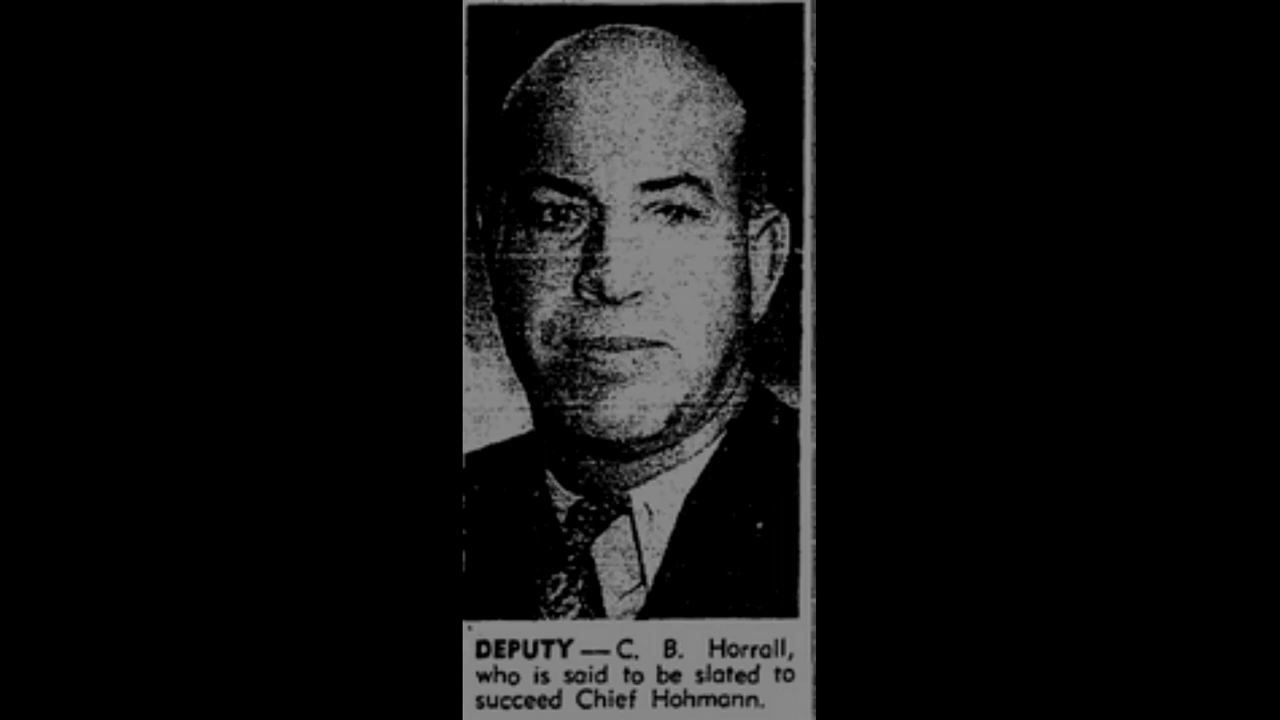 DEPUTY — C. B. Horrall,
who is said to be slated to
succeed Chief Hohmann.